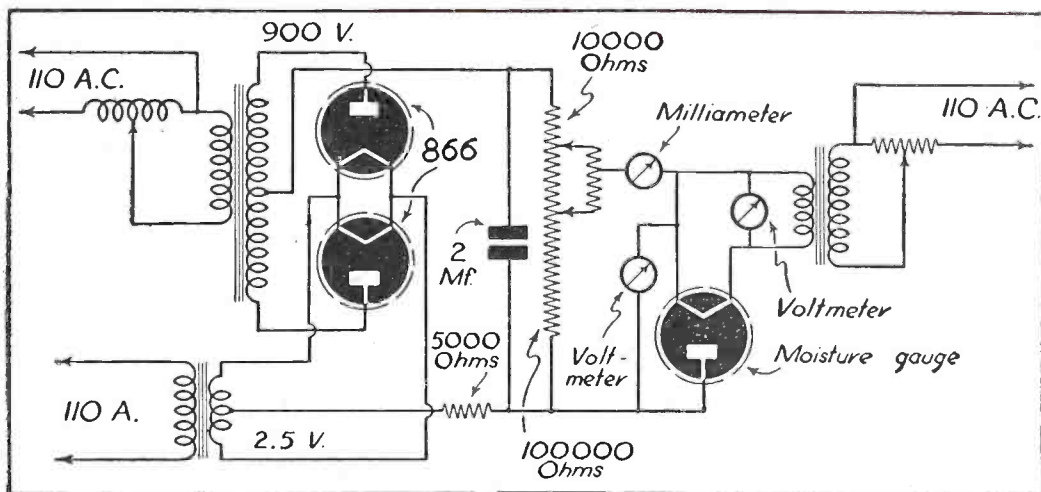 900 V.
10000
Ohms
110 A.C.
Milliameter
110 A.C.
866
2
Mf.
Voltmeter
5000
Ohms
Volt-
meter
Moisture gauge
110 A.
2.5 V.
100000
Ohms